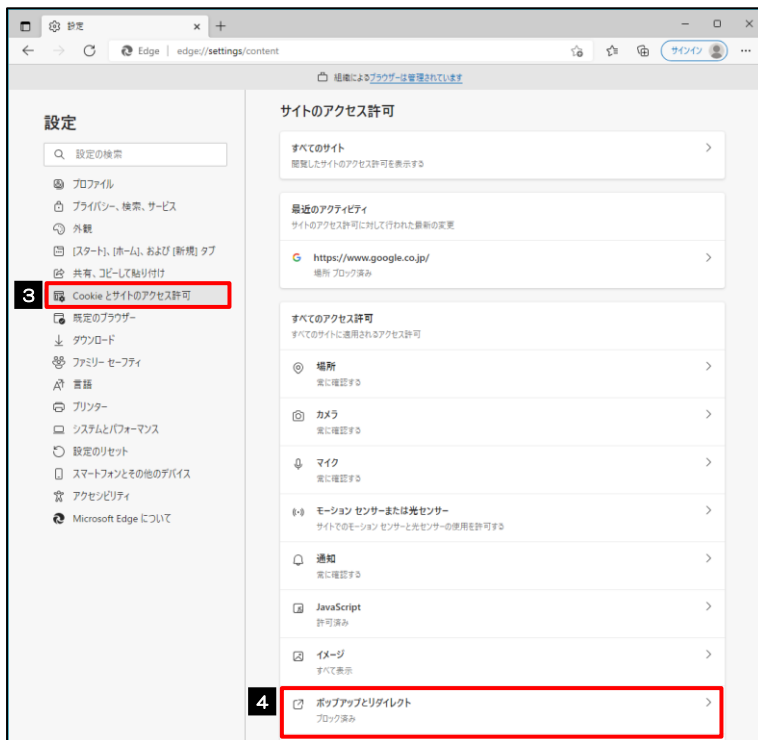 設定
Edge | edge://settings/content
サインイン
組織によるブラウザーは管理されています
設定
設定の検索
プロファイル
プライバシー、検索、サービス
外観
[スタート]、[ホーム]、および [新規] タブ
共有、コピーして貼り付け
3
Cookie とサイトのアクセス許可
既定のブラウザー
ダウンロード
ファミリー セーフティ
言語
プリンター
システムとパフォーマンス
設定のリセット
スマートフォンとその他のデバイス
アクセシビリティ
Microsoft Edge について
サイトのアクセス許可
すべてのサイト
閲覧したサイトのアクセス許可を表示する
最近のアクティビティ
サイトのアクセス許可に対して行われた最新の変更
https://www.google.co.jp/
場所 ブロック済み
すべてのアクセス許可
すべてのサイトに適用されるアクセス許可
場所
常に確認する
カメラ
常に確認する
マイク
常に確認する
モーション センサーまたは光センサー
サイトでのモーション センサーと光センサーの使用を許可する
通知
常に確認する
JavaScript
許可済み
イメージ
すべて表示
4
ポップアップとリダイレクト
ブロック済み